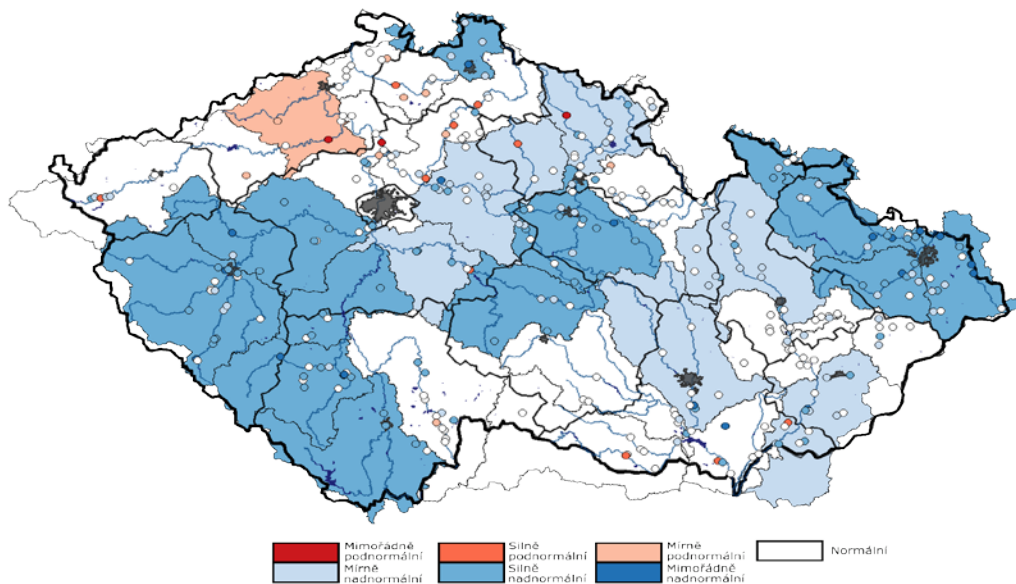 Mimořádně
podnormální
Silně
podnormální
Mírně
podnormální
Normální
Mírně
nadnormální
Silně
nadnormální
Mimořádně
nadnormální